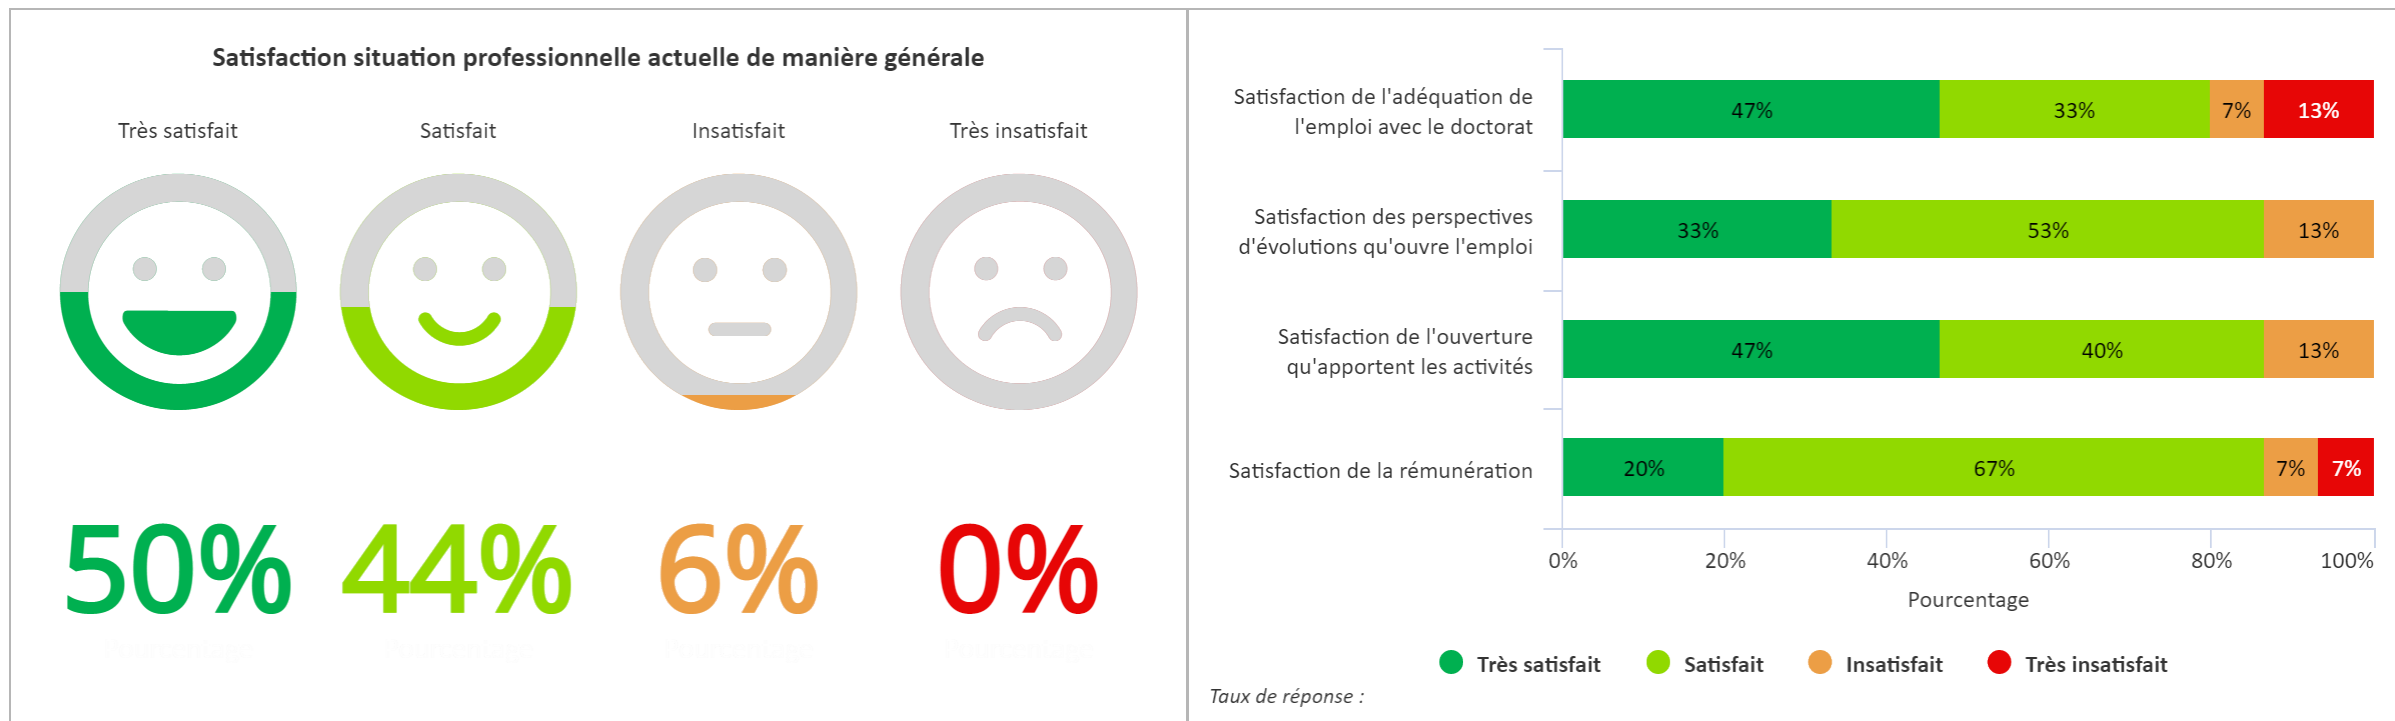 Satisfaction situation professionnelle actuelle de manière générale
Très satisfait
Satisfait
Insatisfait
Très insatisfait
50%
44%
6%
0%
Satisfaction de l'adéquation de
l'emploi avec le doctorat
47%
33%
7%
13%
Satisfaction des perspectives
d'évolutions qu'ouvre l'emploi
33%
53%
13%
Satisfaction de l'ouverture
qu'apportent les activités
47%
40%
13%
Satisfaction de la rémunération
20%
67%
7%
7%
0%
20%
40%
60%
80%
100%
Pourcentage
Très satisfait
Satisfait
Insatisfait
Très insatisfait
Taux de réponse :